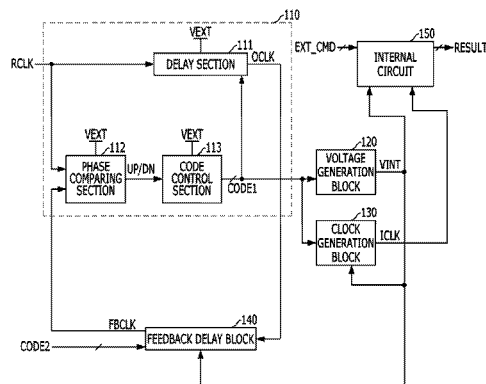 110
150
VEXT
111
EXT_CMD
INTERNAL
CIRCUIT
RESULT
RCLK
DELAY SECTION
OCLK
VEXT
112
VEXT
113
120
PHASE
COMPARING
SECTION
UP/DN
CODE
CONTROL
SECTION
CODE1
VOLTAGE
GENERATION
BLOCK
VINT
130
CLOCK
GENERATION
BLOCK
ICLK
FBCLK
140
CODE2
FEEDBACK DELAY BLOCK